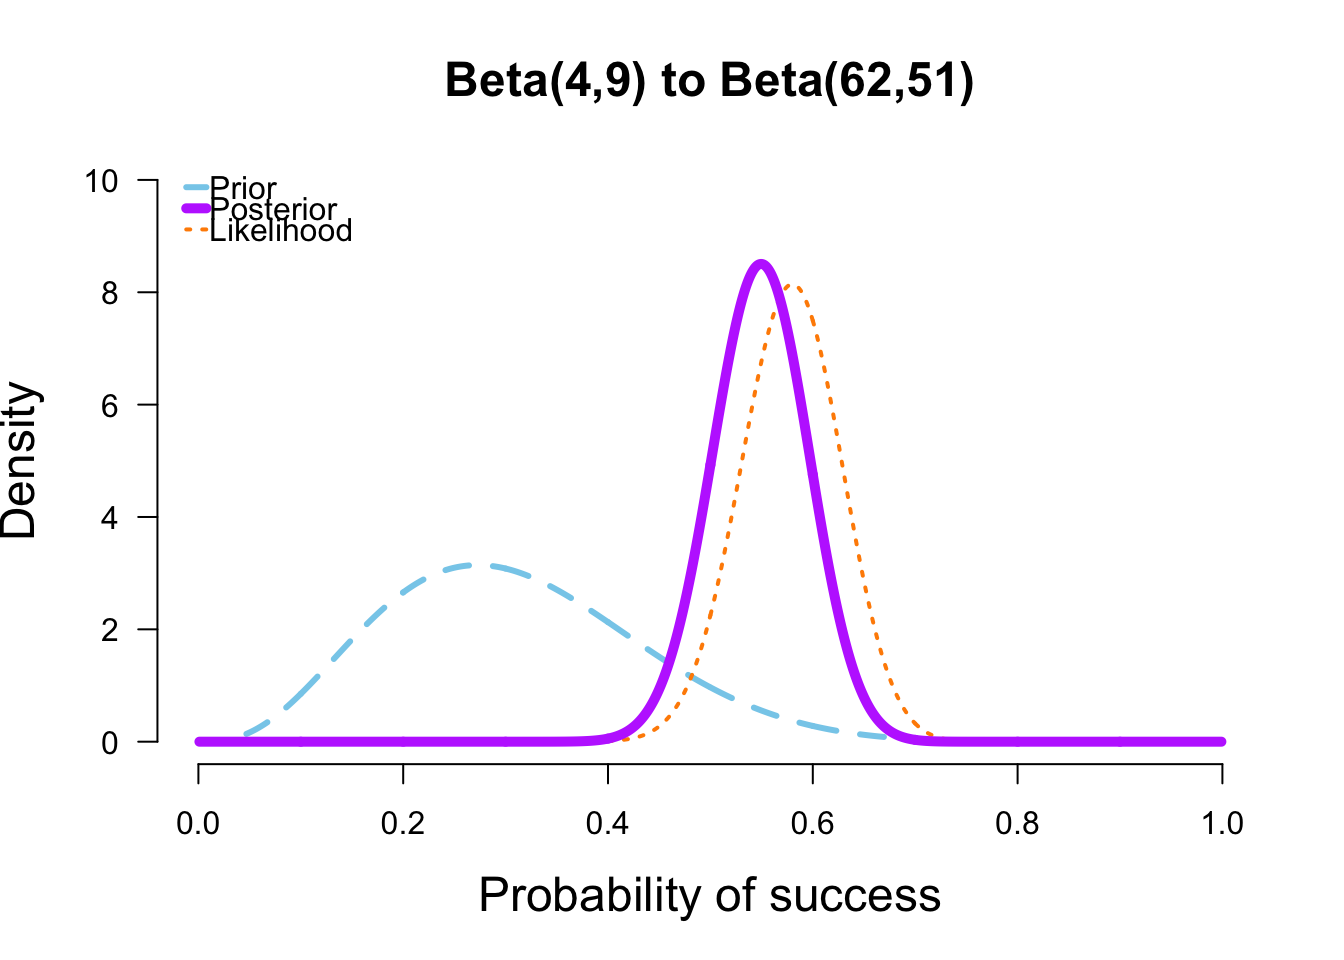 Beta(4,9) to Beta(62,51)
Prior
Posterior
Likelihood
10
8
6
4
2
0
Density
0.0 0.2 0.4 0.6 0.8 1.0
Probability of success